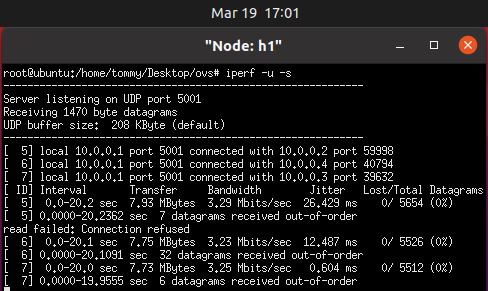 Mar 19 17:01
"Node: h1"
root@ubuntu:/home/tommy/Desktop/ovs# iperf -u -s
------------------------------------------------------------
Server listening on UDP port 5001
Receiving 1470 byte datagrams
UDP buffer size:  208 KByte (default)
------------------------------------------------------------
[  5] local 10.0.0.1 port 5001 connected with 10.0.0.2 port 59998
[  6] local 10.0.0.1 port 5001 connected with 10.0.0.4 port 40794
[  7] local 10.0.0.1 port 5001 connected with 10.0.0.3 port 39632
[ ID] Interval       Transfer     Bandwidth        Jitter   Lost/Total Datagrams
[  5]  0.0-20.2 sec  7.93 MBytes  3.29 Mbits/sec  26.429 ms    0/ 5654 (0%)
[  5] 0.0000-20.2362 sec  7 datagrams received out-of-order
read failed: Connection refused
[  6]  0.0-20.1 sec  7.75 MBytes  3.23 Mbits/sec  12.487 ms    0/ 5526 (0%)
[  6] 0.0000-20.1091 sec  32 datagrams received out-of-order
[  7]  0.0-20.0 sec  7.73 MBytes  3.25 Mbits/sec   0.604 ms    0/ 5512 (0%)
[  7] 0.0000-19.9555 sec  6 datagrams received out-of-order